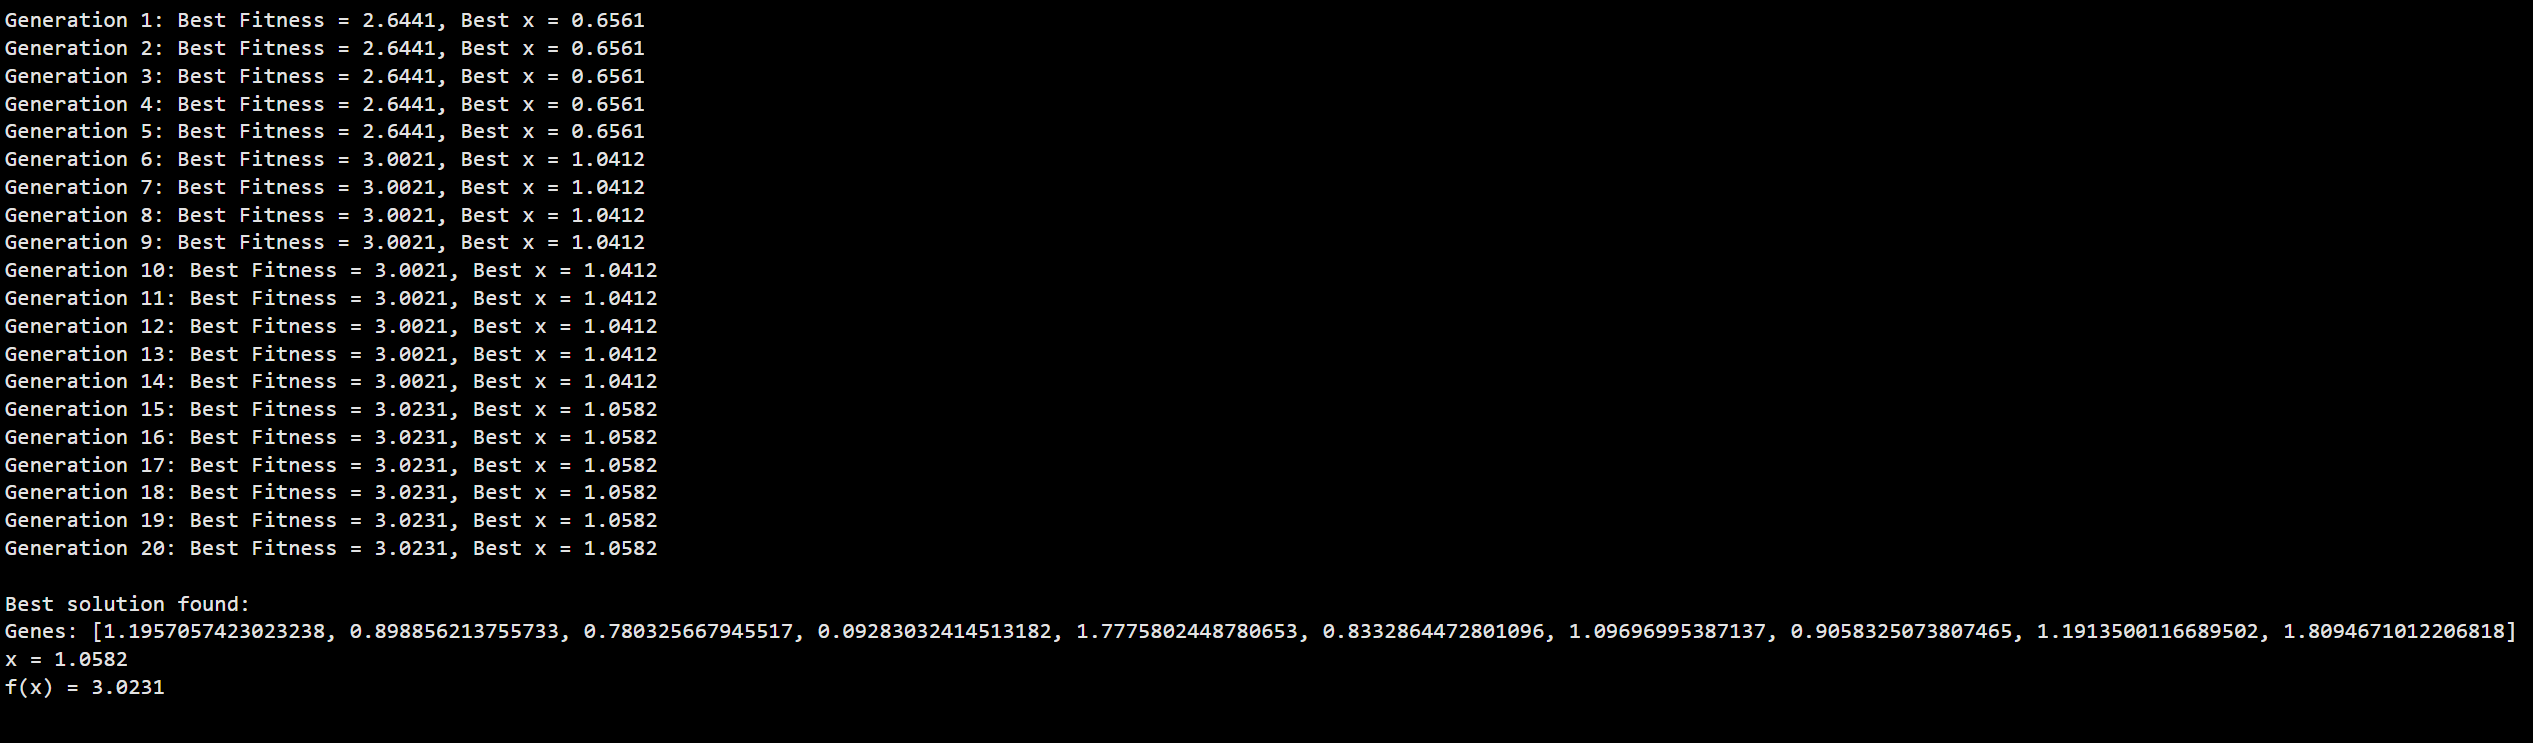 Generation 1: Best Fitness = 2.6441, Best x = 0.6561
Generation 2: Best Fitness = 2.6441, Best x = 0.6561
Generation 3: Best Fitness = 2.6441, Best x = 0.6561
Generation 4: Best Fitness = 2.6441, Best x = 0.6561
Generation 5: Best Fitness = 2.6441, Best x = 0.6561
Generation 6: Best Fitness = 3.0021, Best x = 1.0412
Generation 7: Best Fitness = 3.0021, Best x = 1.0412
Generation 8: Best Fitness = 3.0021, Best x = 1.0412
Generation 9: Best Fitness = 3.0021, Best x = 1.0412
Generation 10: Best Fitness = 3.0021, Best x = 1.0412
Generation 11: Best Fitness = 3.0021, Best x = 1.0412
Generation 12: Best Fitness = 3.0021, Best x = 1.0412
Generation 13: Best Fitness = 3.0021, Best x = 1.0412
Generation 14: Best Fitness = 3.0021, Best x = 1.0412
Generation 15: Best Fitness = 3.0231, Best x = 1.0582
Generation 16: Best Fitness = 3.0231, Best x = 1.0582
Generation 17: Best Fitness = 3.0231, Best x = 1.0582
Generation 18: Best Fitness = 3.0231, Best x = 1.0582
Generation 19: Best Fitness = 3.0231, Best x = 1.0582
Generation 20: Best Fitness = 3.0231, Best x = 1.0582
Best solution found:
Genes: [1.1957057423023238, 0.898856213755733, 0.780325667945517, 0.09283032414513182, 1.7775802448780653, 0.8332864472801096, 1.09696995387137, 0.9058325073807465, 1.1913500116689502, 1.8094671012206818]
x = 1.0582
f(x) = 3.0231